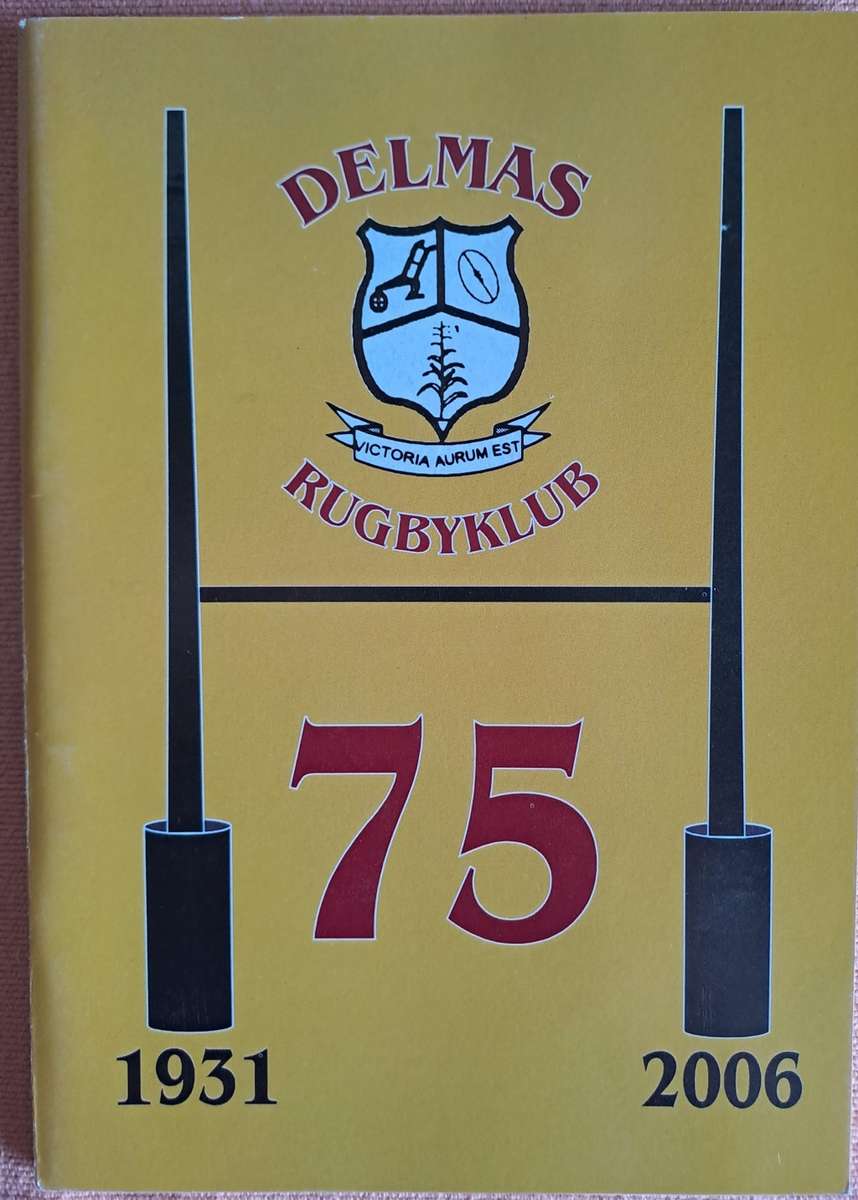 DELMAS
VICTORIA AURUM EST
RUGBYKLUB
75
1931
2006